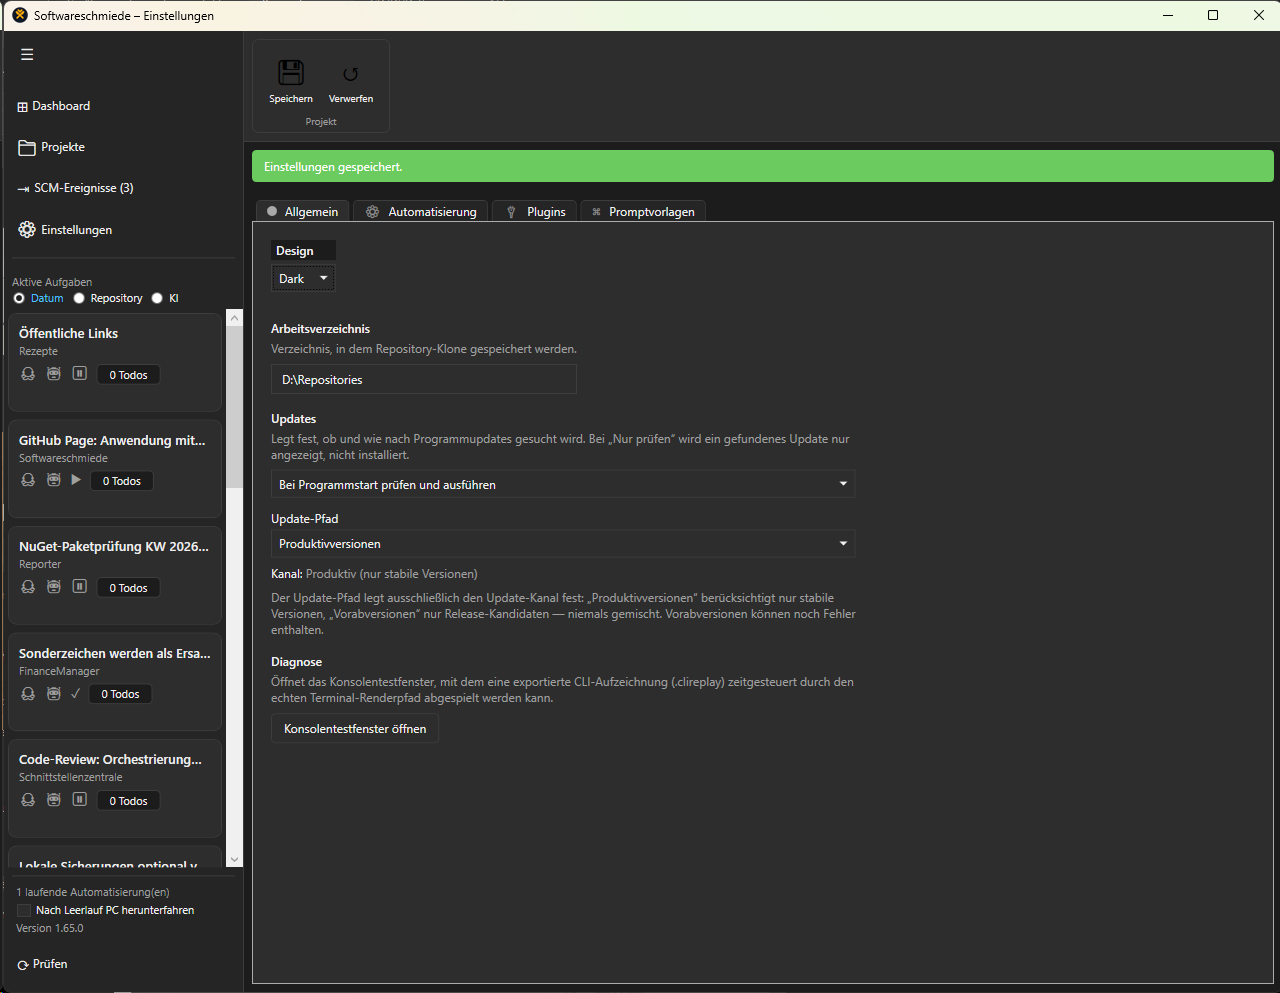 Softwareschmiede – Einstellungen
Dashboard
Projekte
SCM-Ereignisse (3)
Einstellungen
Aktive Aufgaben
Datum Repository KI
Öffentliche Links
Rezepte
0 Todos
GitHub Page: Anwendung mit...
Softwareschmiede
0 Todos
NuGet-Paketprüfung KW 2026...
Reporter
0 Todos
Sonderzeichen werden als Ersa...
FinanceManager
0 Todos
Code-Review: Orchestrierung...
Schnittstellenzentrale
0 Todos
Lokale Sicherungen optional v
1 laufende Automatisierung(en)
Nach Leerlauf PC herunterfahren
Version 1.65.0
Prüfen
Speichern Verwerfen
Projekt
Einstellungen gespeichert.
Allgemein Automatisierung Plugins Promptvorlagen
Design
Dark
Arbeitsverzeichnis
Verzeichnis, in dem Repository-Klone gespeichert werden.
D:\Repositories
Updates
Legt fest, ob und wie nach Programmupdates gesucht wird. Bei „Nur prüfen“ wird ein gefundenes Update nur
angezeigt, nicht installiert.
Bei Programmstart prüfen und ausführen
Update-Pfad
Produktivversionen
Kanal: Produktiv (nur stabile Versionen)
Der Update-Pfad legt ausschließlich den Update-Kanal fest: „Produktivversionen“ berücksichtigt nur stabile
Versionen, „Vorabversionen“ nur Release-Kandidaten — niemals gemischt. Vorabversionen können noch Fehler
enthalten.
Diagnose
Öffnet das Konsolentestfenster, mit dem eine exportierte CLI-Aufzeichnung (.clireplay) zeitgesteuert durch den
echten Terminal-Renderpfad abgespielt werden kann.
Konsolentestfenster öffnen